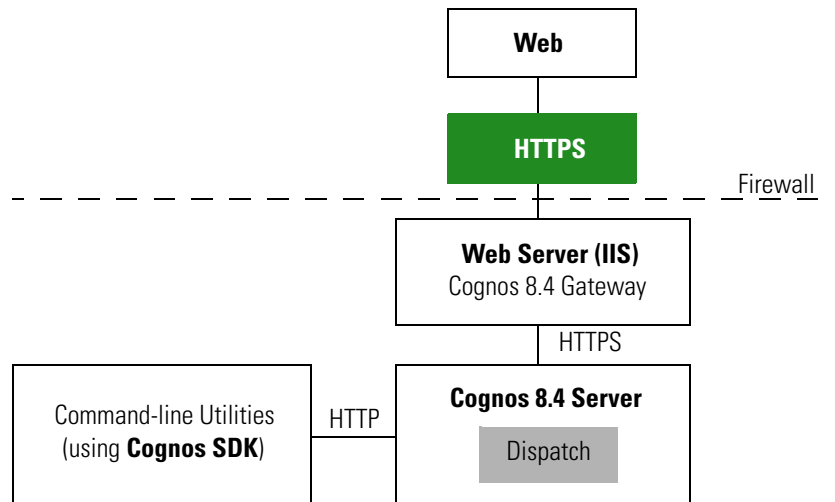 Web
HTTPS
Firewall
Web Server (IIS)
Cognos 8.4 Gateway
HTTPS
Command-line Utilities
(using Cognos SDK)
HTTP
Cognos 8.4 Server
Dispatch